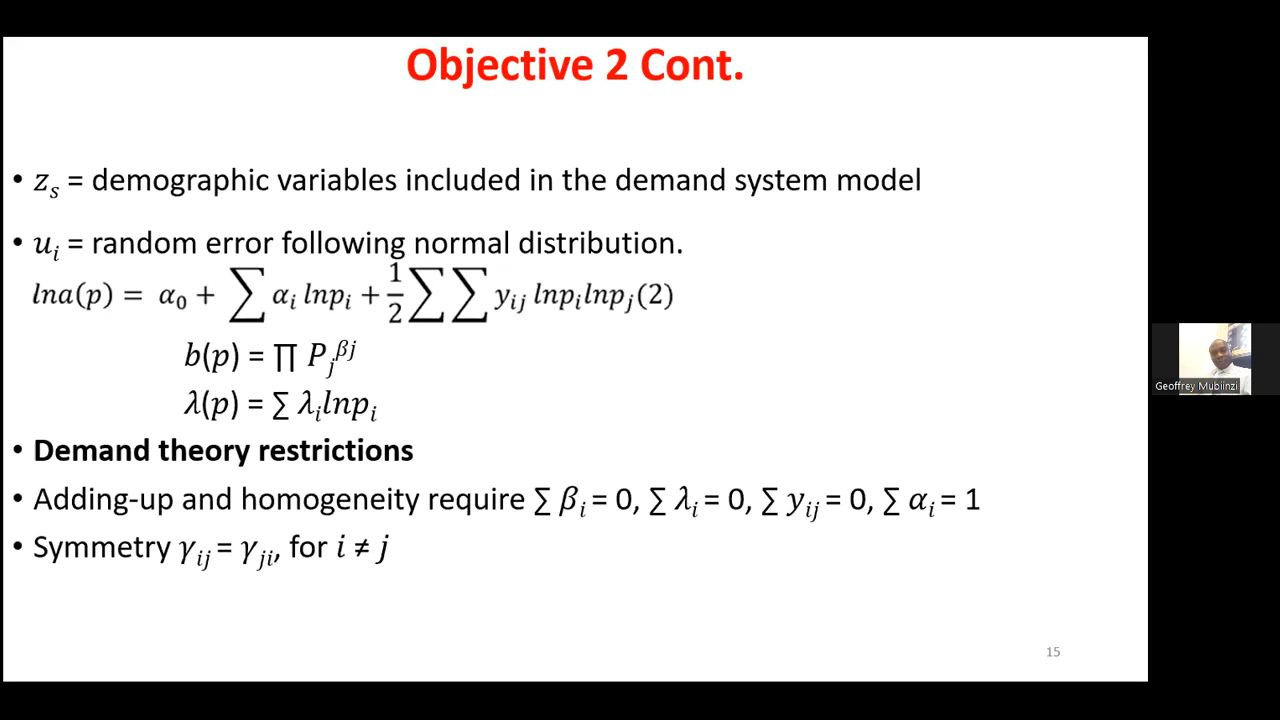 Objective 2 Cont.
• z_s = demographic variables included in the demand system model
• u_i = random error following normal distribution.
lna(p) = α_0 + ∑ α_i lnp_i + 1/2 ∑ ∑ y_ij lnp_i lnp_j (2)
b(p) = ∏ P_j^βj
λ(p) = ∑ λ_i lnp_i
• Demand theory restrictions
• Adding-up and homogeneity require ∑ β_i = 0, ∑ λ_i = 0, ∑ y_ij = 0, ∑ α_i = 1
• Symmetry γ_ij = γ_ji, for i ≠ j
15
Geoffrey Mubiinzi